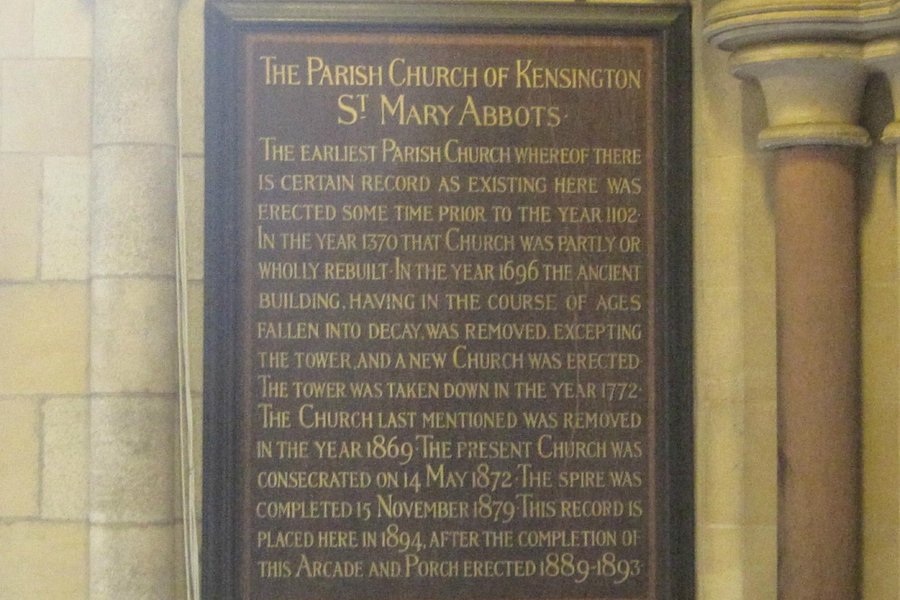 The Parish Church of Kensington
St Mary Abbots·
The earliest Parish Church whereof there
is certain record as existing here was
erected some time prior to the year 1102·
In the year 1370 that Church was partly or
wholly rebuilt· In the year 1696 the ancient
building, having in the course of ages
fallen into decay, was removed, excepting
the tower, and a new Church was erected·
The tower was taken down in the year 1772·
The Church last mentioned was removed
in the year 1869· The present Church was
consecrated on 14 May 1872· The spire was
completed 15 November 1879· This record is
placed here in 1894, after the completion of
this Arcade and Porch erected 1889-1893·